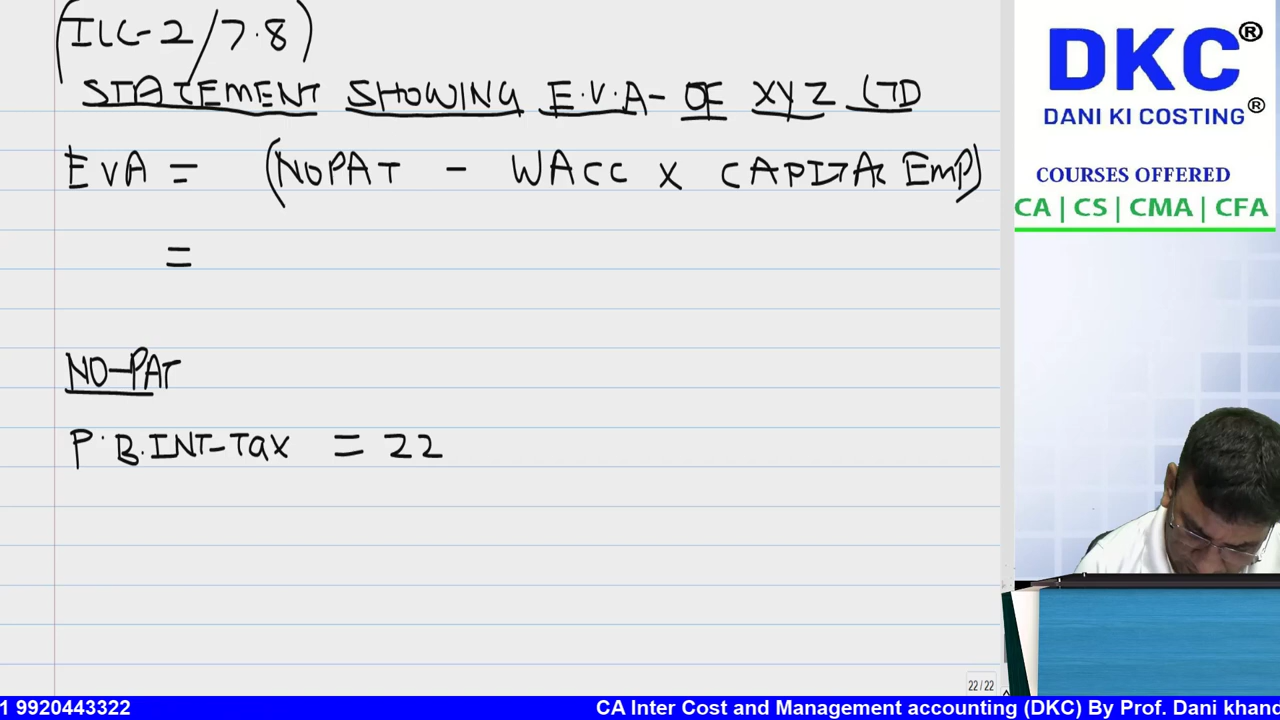 (ILC-2/7.8)
STATEMENT SHOWING E.V.A- OF XYZ LTD
EVA = (NOPAT - WACC X CAPITAL EMP)
=
NO-PAT
P.B.INT-TAX = 22
22/22
DKC®
DANI KI COSTING®
COURSES OFFERED
CA | CS | CMA | CFA
1 9920443322 CA Inter Cost and Management accounting (DKC) By Prof. Dani khand